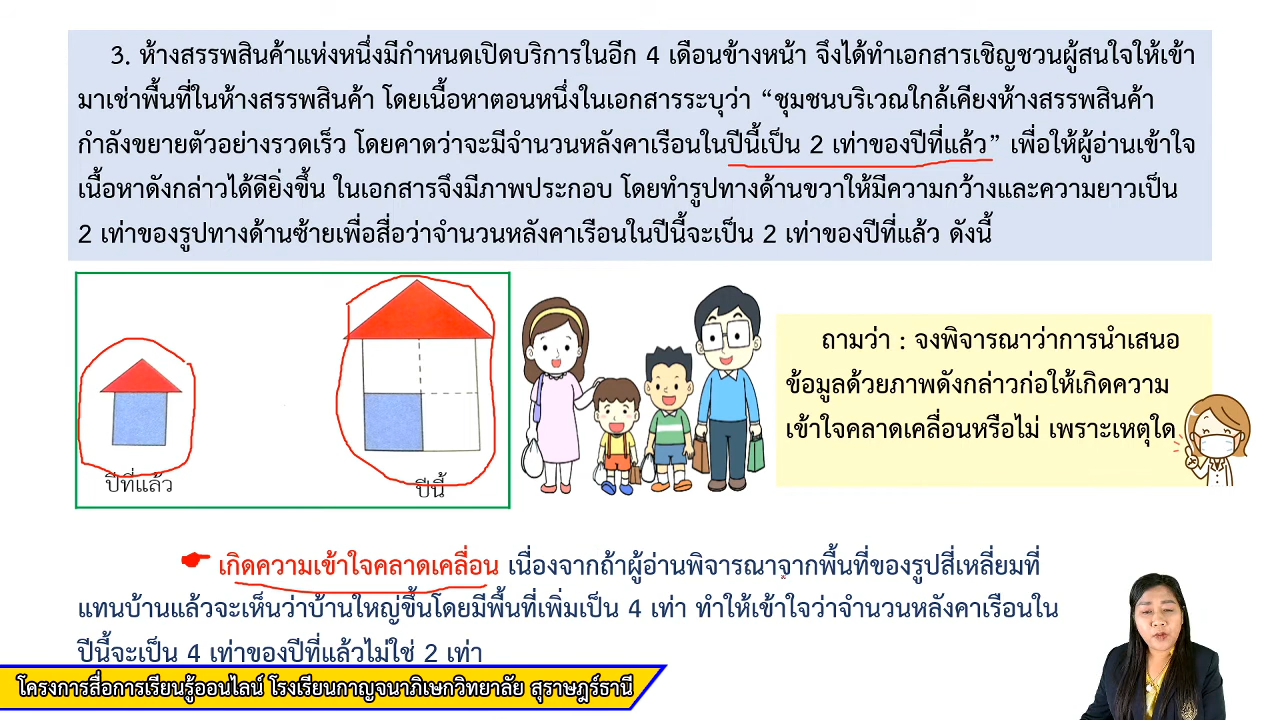 3. ห้างสรรพสินค้าแห่งหนึ่งมีกำหนดเปิดบริการในอีก 4 เดือนข้างหน้า จึงได้ทำเอกสารเชิญชวนผู้สนใจให้เข้า
มาเช่าพื้นที่ในห้างสรรพสินค้า โดยเนื้อหาตอนหนึ่งในเอกสารระบุว่า “ชุมชนบริเวณใกล้เคียงห้างสรรพสินค้า
กำลังขยายตัวอย่างรวดเร็ว โดยคาดว่าจะมีจำนวนหลังคาเรือนในปีนี้เป็น 2 เท่าของปีที่แล้ว” เพื่อให้ผู้อ่านเข้าใจ
เนื้อหาดังกล่าวได้ดียิ่งขึ้น ในเอกสารจึงมีภาพประกอบ โดยทำรูปทางด้านขวาให้มีความกว้างและความยาวเป็น
2 เท่าของรูปทางด้านซ้ายเพื่อสื่อว่าจำนวนหลังคาเรือนในปีนี้จะเป็น 2 เท่าของปีที่แล้ว ดังนี้
ปีที่แล้ว
ปีนี้
ถามว่า : จงพิจารณาว่าการนำเสนอ
ข้อมูลด้วยภาพดังกล่าวก่อให้เกิดความ
เข้าใจคลาดเคลื่อนหรือไม่ เพราะเหตุใด
เกิดความเข้าใจคลาดเคลื่อน เนื่องจากถ้าผู้อ่านพิจารณาจากพื้นที่ของรูปสี่เหลี่ยมที่
แทนบ้านแล้วจะเห็นว่าบ้านใหญ่ขึ้นโดยมีพื้นที่เพิ่มเป็น 4 เท่า ทำให้เข้าใจว่าจำนวนหลังคาเรือนใน
ปีนี้จะเป็น 4 เท่าของปีที่แล้วไม่ใช่ 2 เท่า
โครงการสื่อการเรียนรู้ออนไลน์ โรงเรียนกาญจนาภิเษกวิทยาลัย สุราษฎร์ธานี